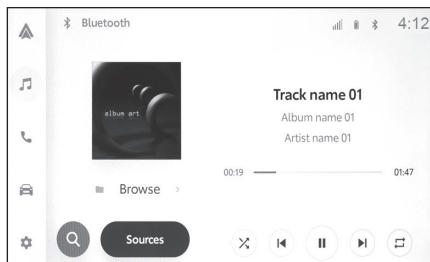 Bluetooth
4:12
album art
Track name 01
Album name 01
Artist name 01
00:19
01:47
Browse
Sources